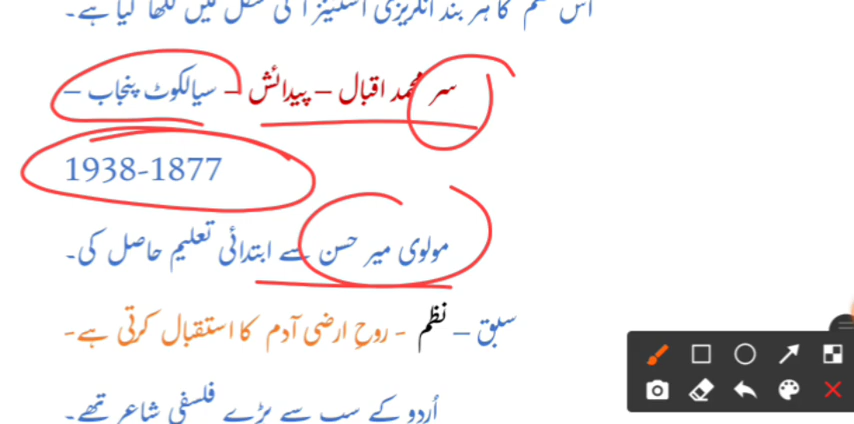 اس نظم کا ہر بند انگریزی اسٹینزا کی شکل میں لکھا گیا ہے۔
سر محمد اقبال – پیدائش – سیالکوٹ پنجاب –
1938-1877
مولوی میر حسن سے ابتدائی تعلیم حاصل کی۔
سبق – نظم - روحِ ارضی آدم کا استقبال کرتی ہے-
اُردو کے سب سے بڑے فلسفی شاعر تھے۔